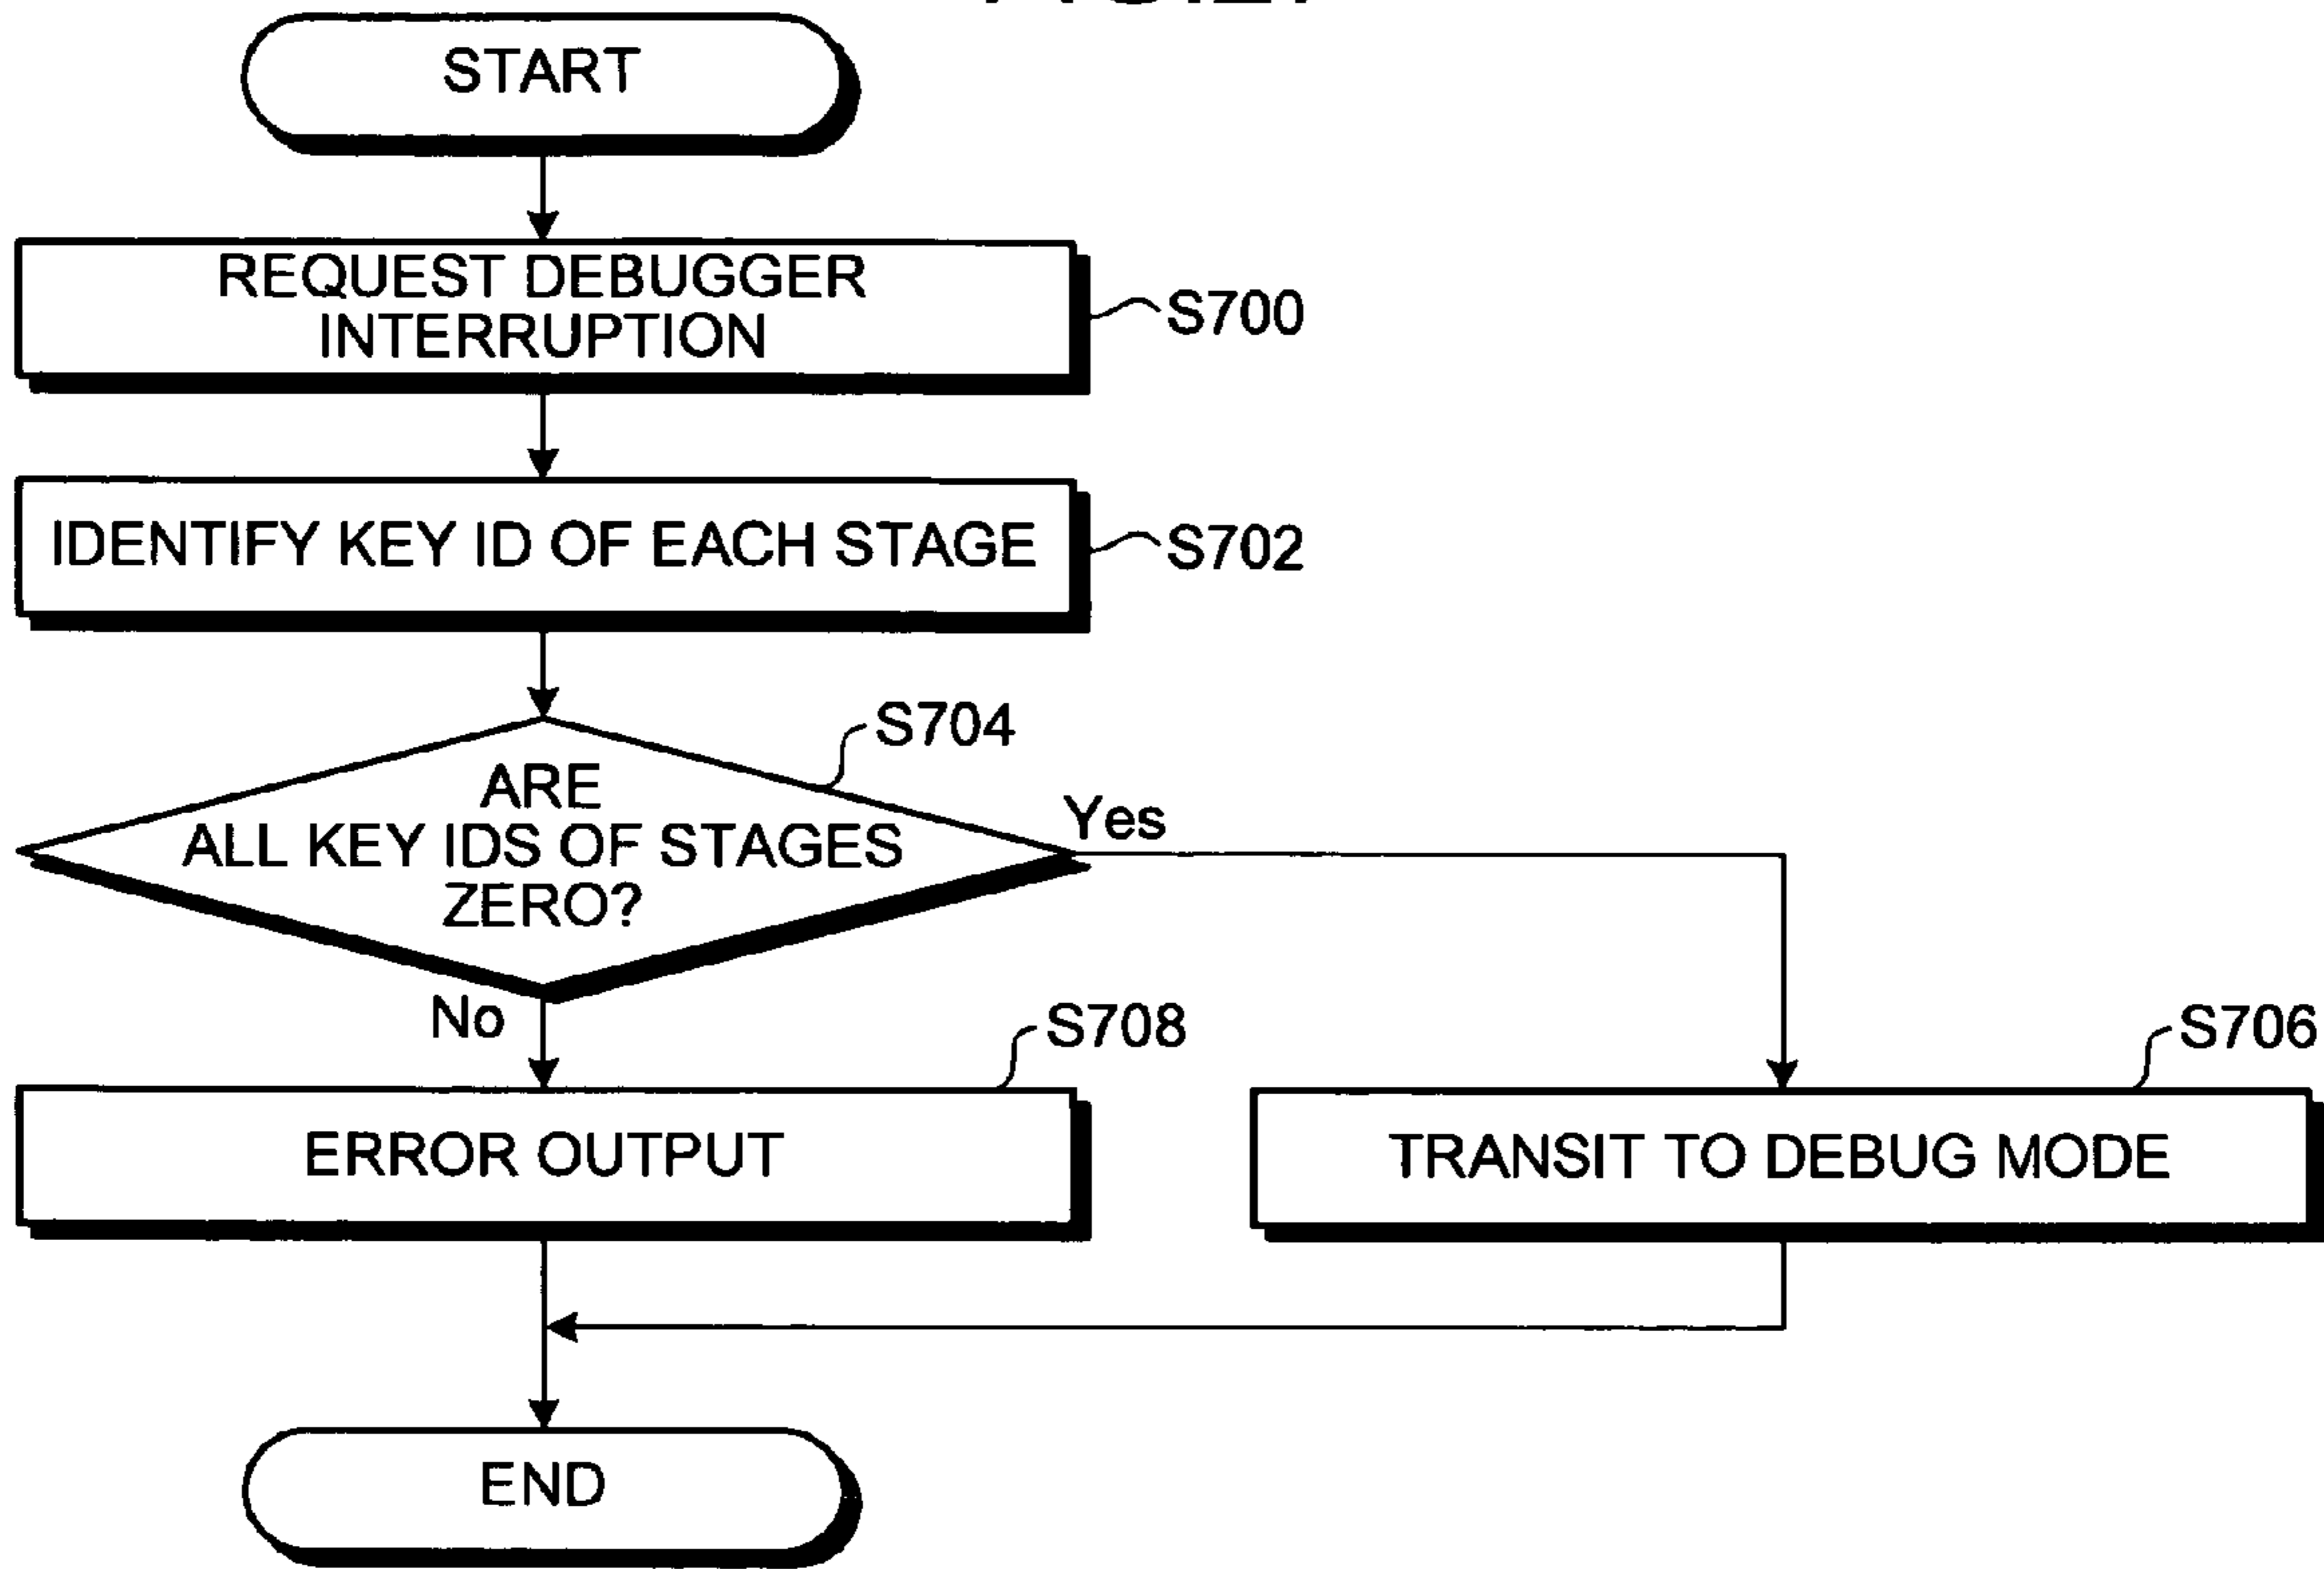 START
REQUEST DEBUGGER
INTERRUPTION
S700
IDENTIFY KEY ID OF EACH STAGE
S702
S704
ARE
ALL KEY IDS OF STAGES
ZERO?
Yes
No
S708
S706
ERROR OUTPUT
TRANSIT TO DEBUG MODE
END